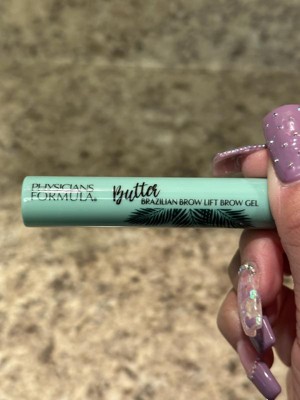 PHYSICIANS
FORMULA®
Butter
BRAZILIAN BROW LIFT BROW GEL